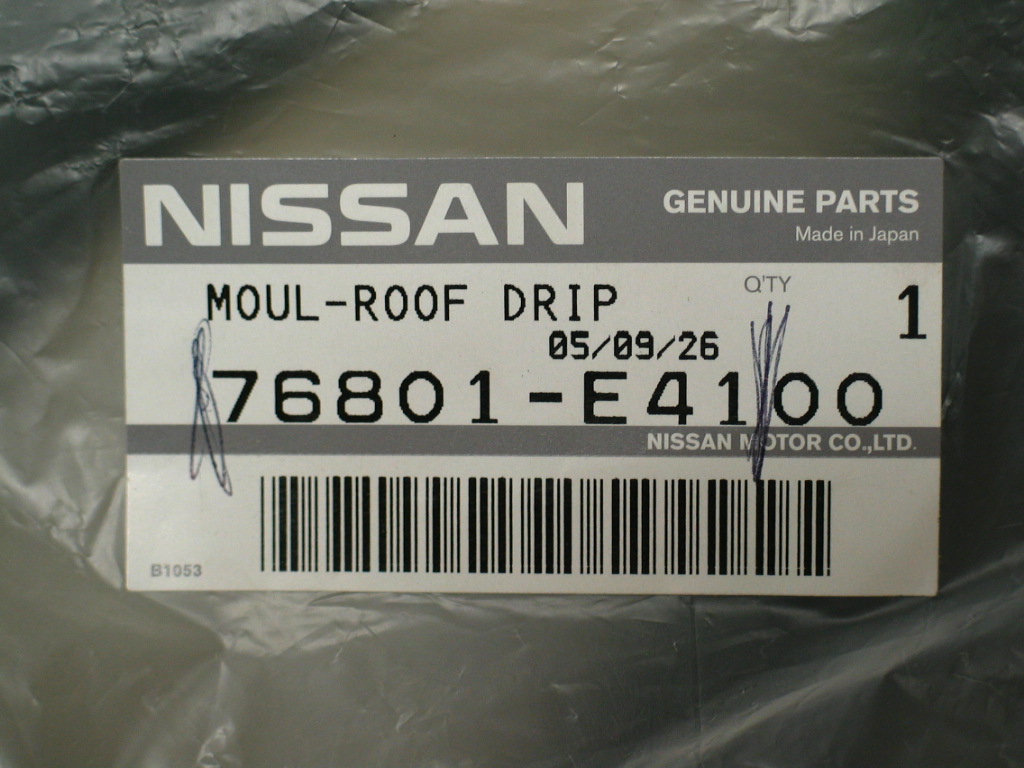 NISSAN
GENUINE PARTS
Made in Japan
MOUL-ROOF DRIP
Q'TY
1
05/09/26
76801-E4100
NISSAN MOTOR CO.,LTD.
B1053